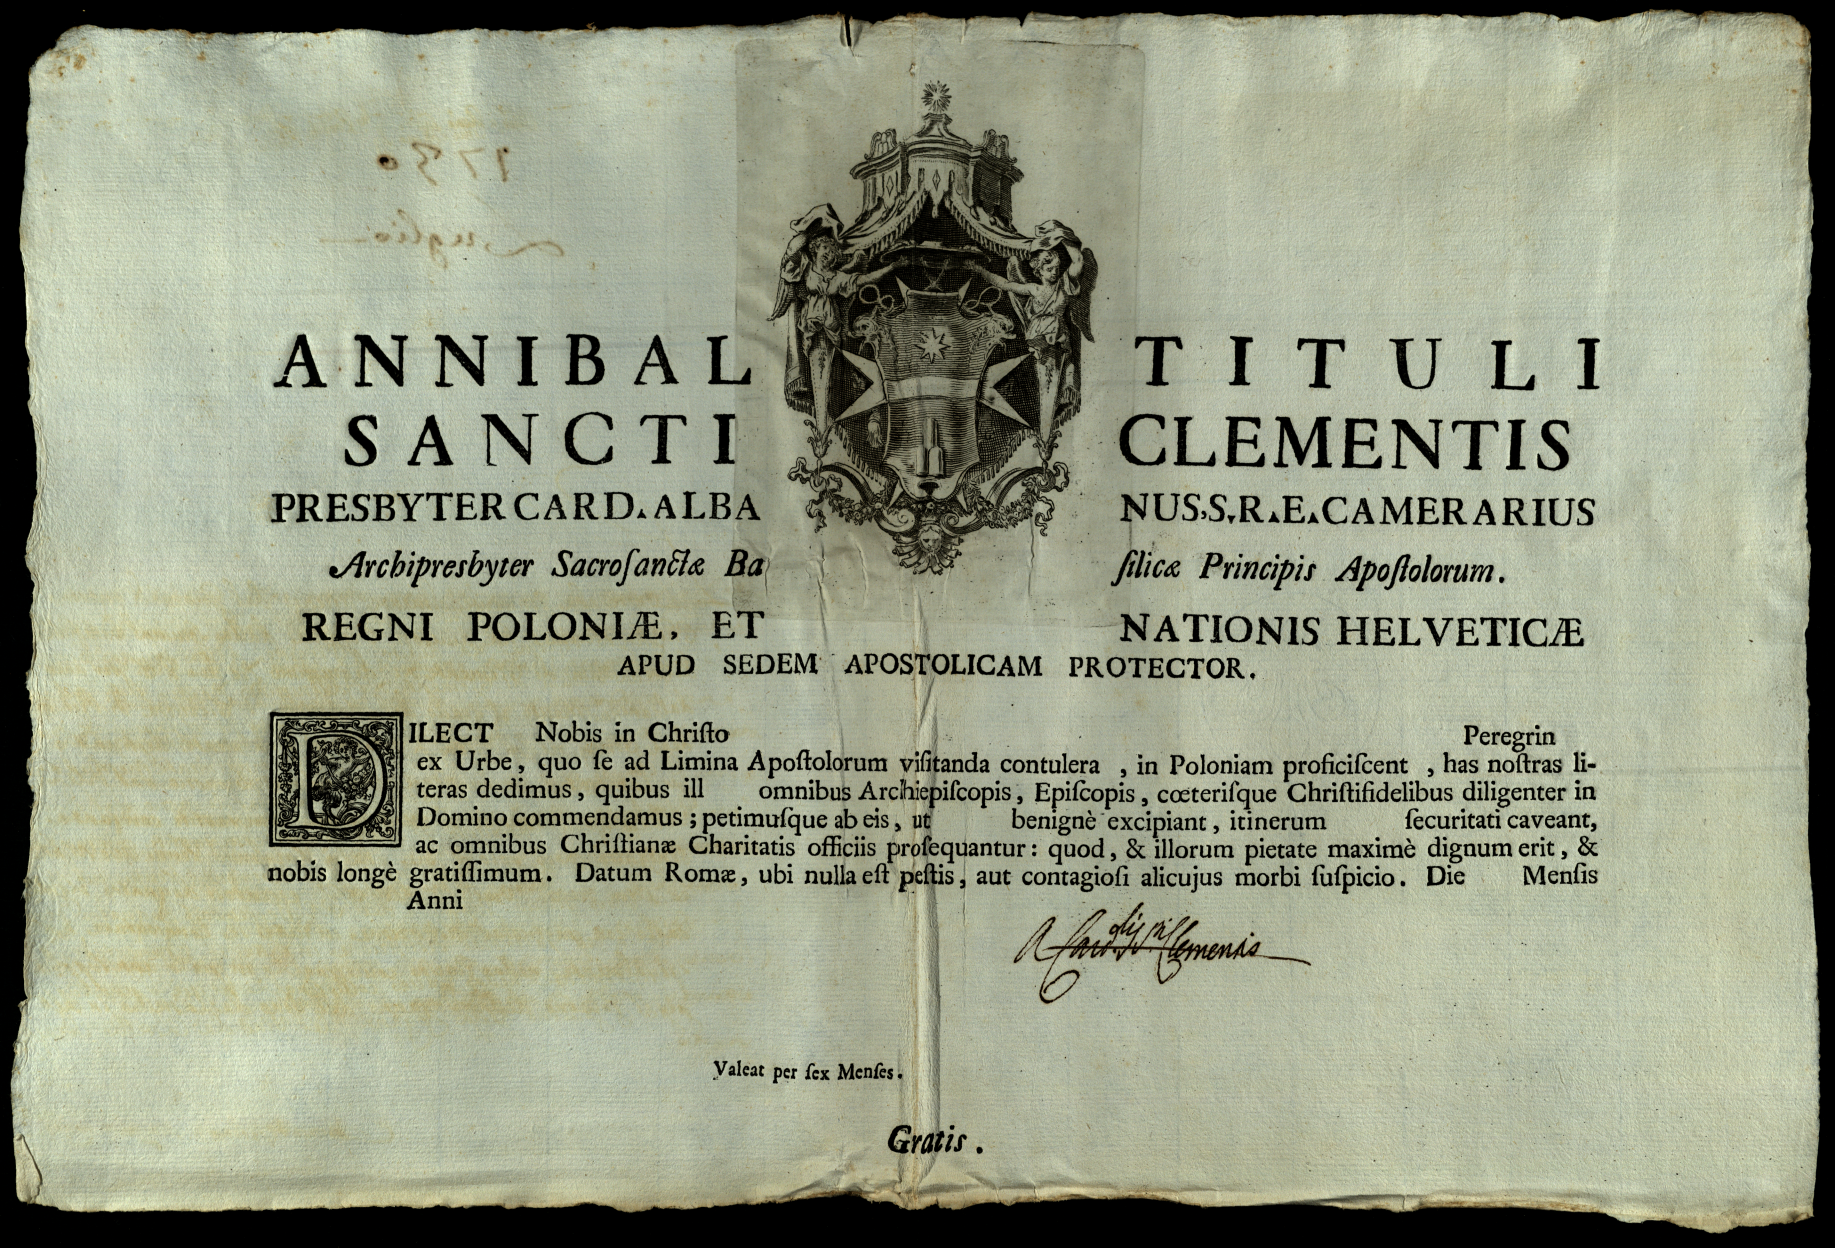 1730
Luglio
ANNIBAL TITULI
SANCTI CLEMENTIS
PRESBYTER CARD. ALBA NUS. S. R. E. CAMERARIUS
Archipresbyter Sacroſanctæ Ba ſilicæ Principis Apoſtolorum.
REGNI POLONIÆ, ET NATIONIS HELVETICÆ
APUD SEDEM APOSTOLICAM PROTECTOR.
DILECT Nobis in Chriſto Peregrin
ex Urbe, quo ſe ad Limina Apoſtolorum viſitanda contulera , in Poloniam proficiſcent , has noſtras li-
teras dedimus, quibus ill omnibus Archiepiſcopis, Epiſcopis, cœteriſque Chriſtifidelibus diligenter in
Domino commendamus; petimuſque ab eis, ut benignè excipiant, itinerum ſecuritati caveant,
ac omnibus Chriſtianæ Charitatis officiis proſequantur: quod, & illorum pietate maximè dignum erit, &
nobis longè gratiſſimum. Datum Romæ, ubi nulla eſt peſtis, aut contagioſi alicujus morbi ſuſpicio. Die Menſis
Anni
A Card. S. Clementis
Valeat per ſex Menſes.
Gratis.